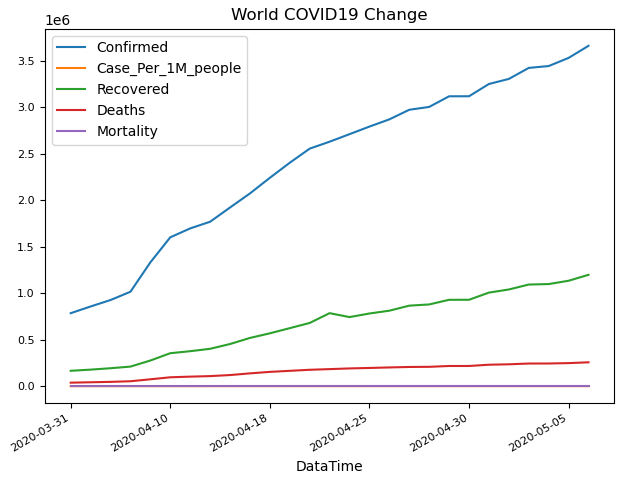 World COVID19 Change
1e6
Confirmed
Case_Per_1M_people
Recovered
Deaths
Mortality
3.5
3.0
2.5
2.0
1.5
1.0
0.5
0.0
2020-03-31
2020-04-10
2020-04-18
2020-04-25
2020-04-30
2020-05-05
DataTime